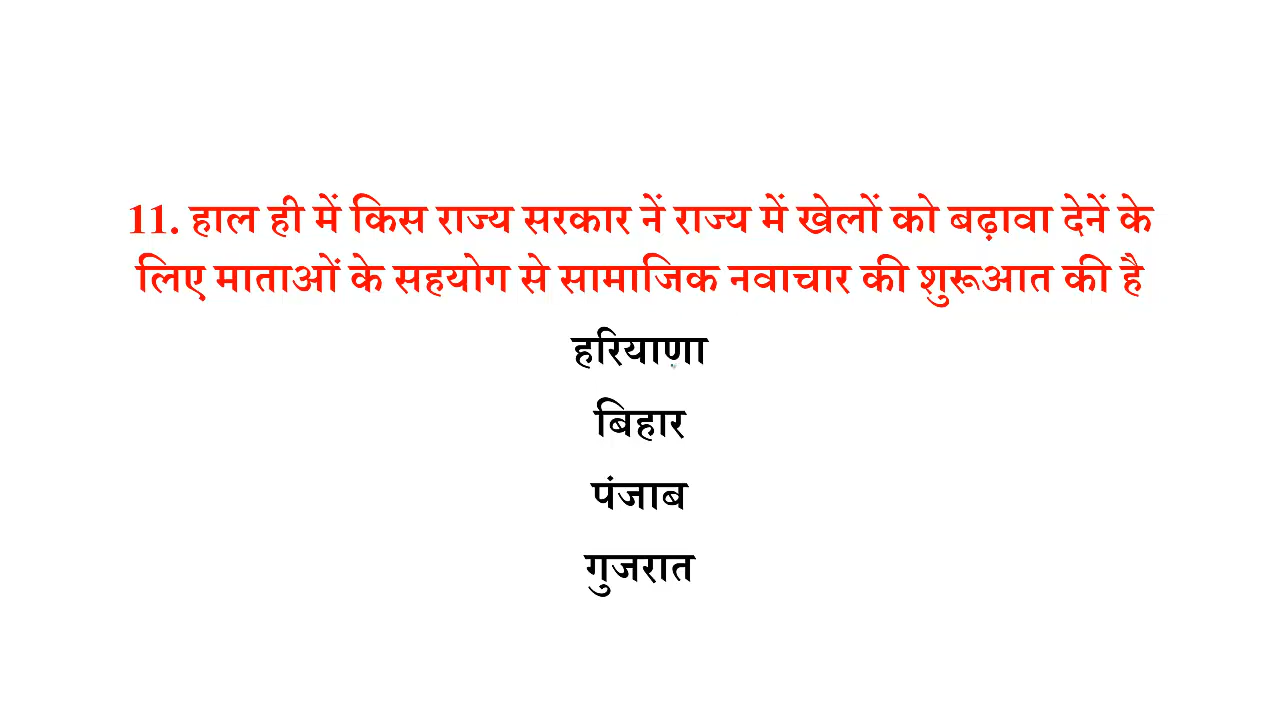 11. हाल ही में किस राज्य सरकार नें राज्य में खेलों को बढ़ावा देनें के
लिए माताओं के सहयोग से सामाजिक नवाचार की शुरूआत की है
हरियाणा
बिहार
पंजाब
गुजरात